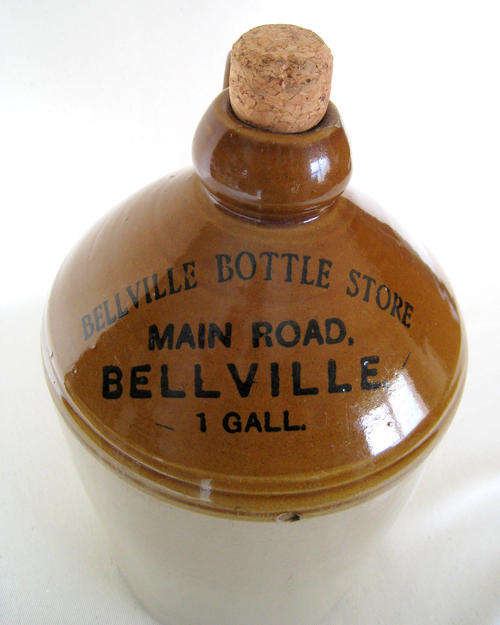 BELLVILLE BOTTLE STORE
MAIN ROAD.
BELLVILLE
1 GALL.